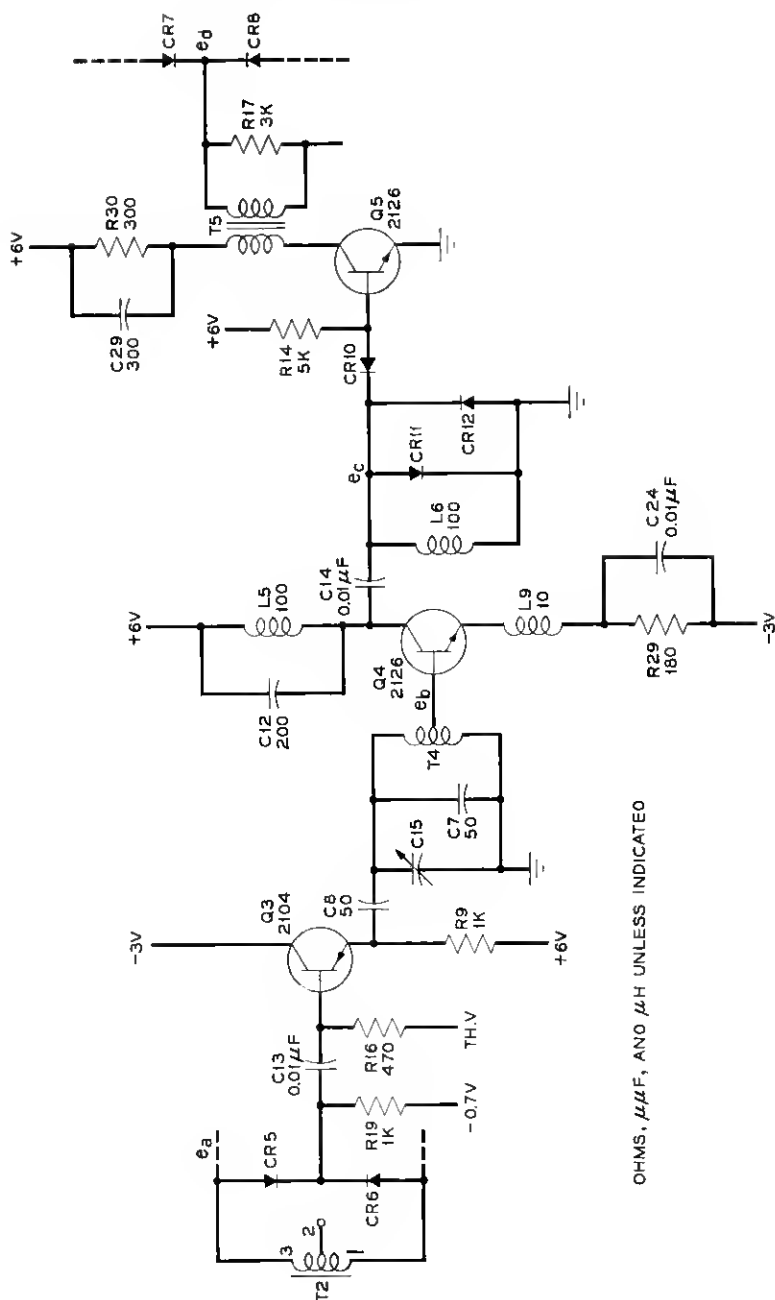 T2
3
2
1
ea
CR5
CR6
R19
1K
-0.7V
C13
0.01μF
R16
470
TH.V
-3V
Q3
2104
C8
50
R9
1K
+6V
C15
C7
50
T4
eb
Q4
2126
+6V
C12
200
L5
100
C14
0.01μF
L9
10
R29
180
C24
0.01μF
-3V
ec
L6
100
CR11
CR12
CR10
+6V
R14
5K
Q5
2126
+6V
C29
300
R30
300
T5
R17
3K
ed
CR7
CR8
OHMS, μμF, AND μH UNLESS INDICATED